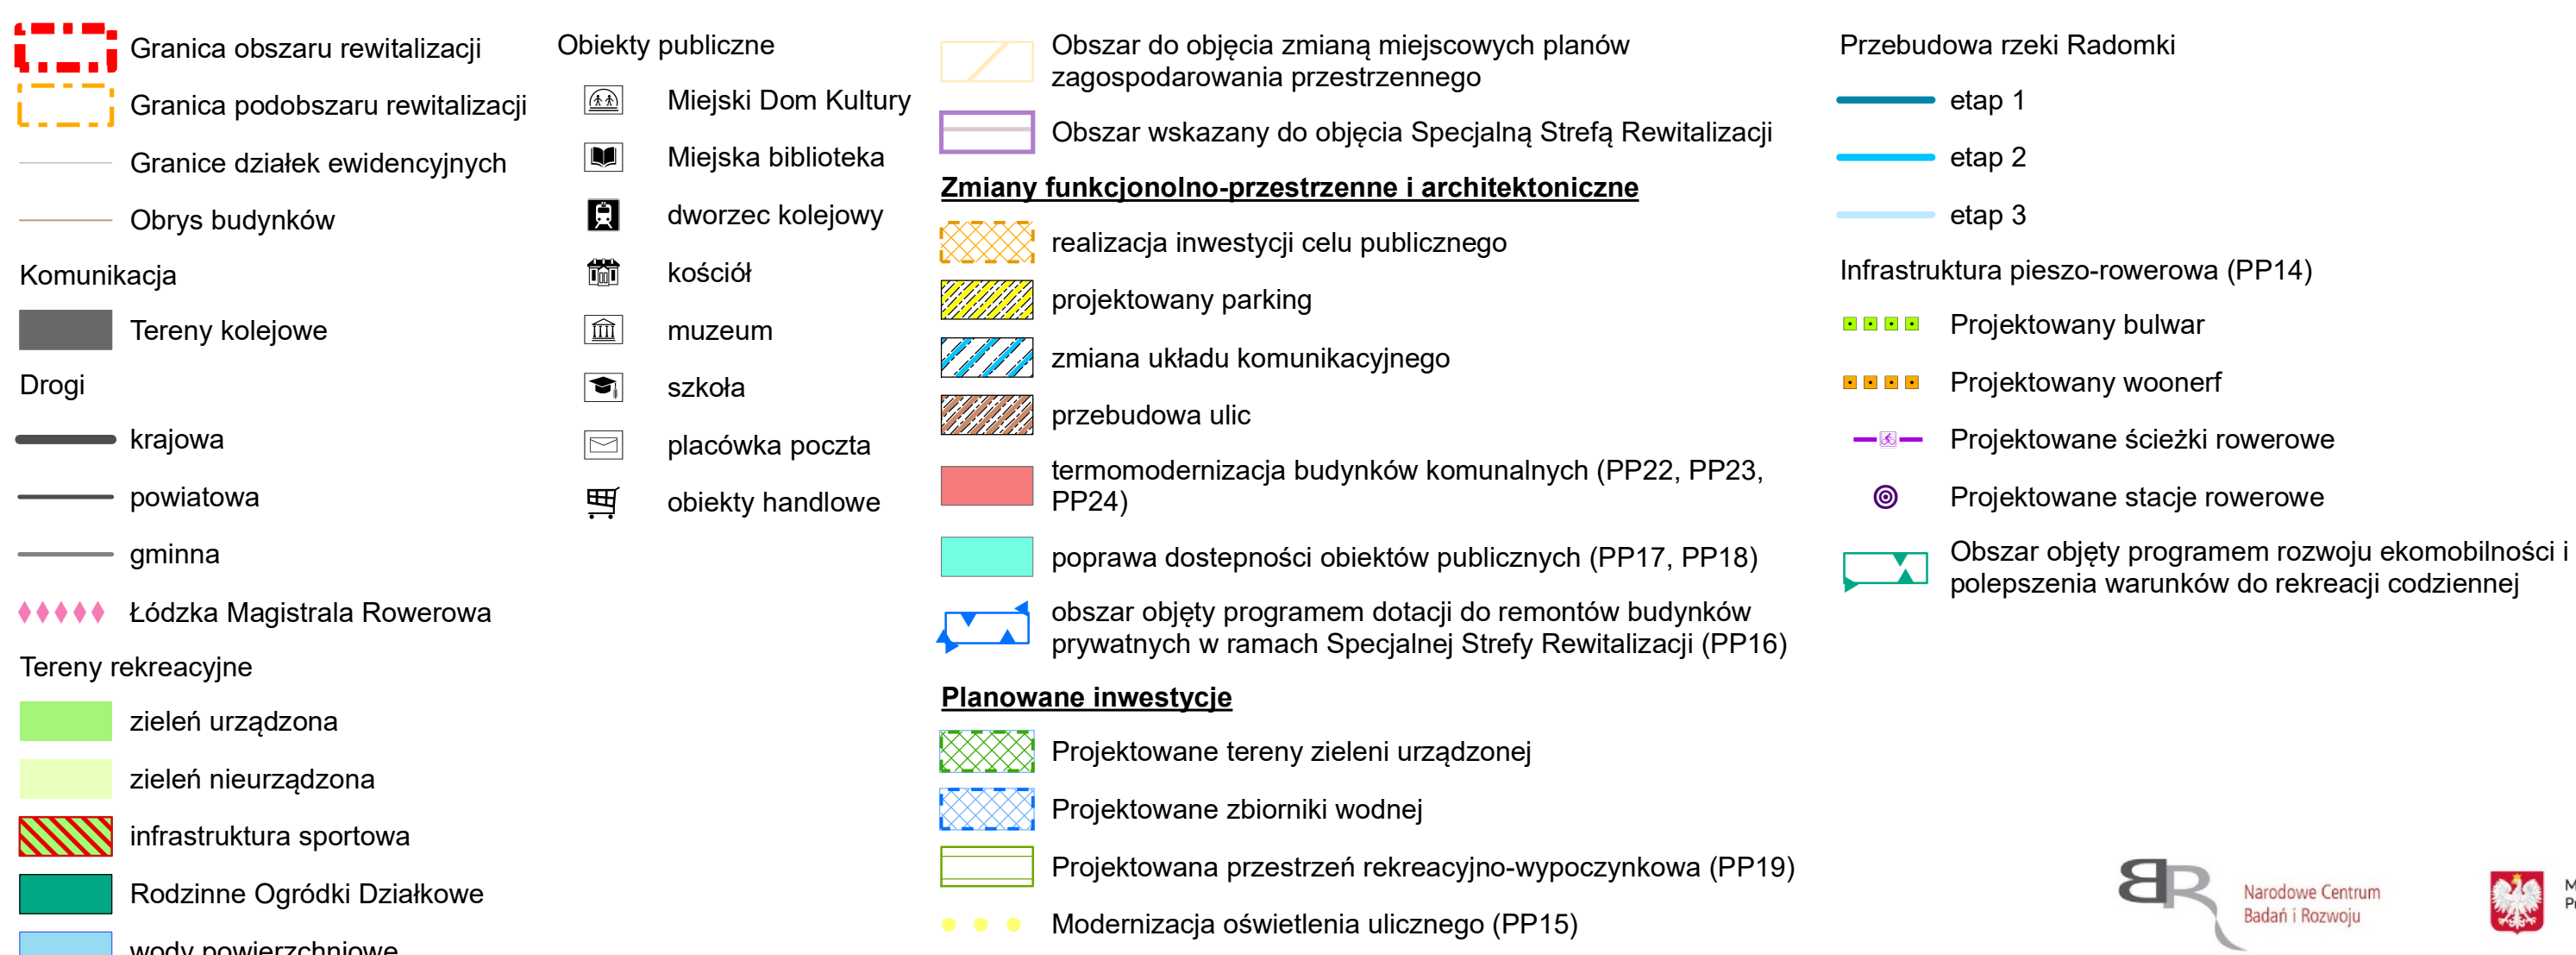 Granica obszaru rewitalizacji
Granica podobszaru rewitalizacji
Granice działek ewidencyjnych
Obrys budynków
Komunikacja
Tereny kolejowe
Drogi
krajowa
powiatowa
gminna
Łódzka Magistrala Rowerowa
Tereny rekreacyjne
zieleń urządzona
zieleń nieurządzona
infrastruktura sportowa
Rodzinne Ogródki Działkowe
wody powierzchniowe
Obiekty publiczne
Miejski Dom Kultury
Miejska biblioteka
dworzec kolejowy
kościół
muzeum
szkoła
placówka poczta
obiekty handlowe
Obszar do objęcia zmianą miejscowych planów
zagospodarowania przestrzennego
Obszar wskazany do objęcia Specjalną Strefą Rewitalizacji
Zmiany funkcjonolno-przestrzenne i architektoniczne
realizacja inwestycji celu publicznego
projektowany parking
zmiana układu komunikacyjnego
przebudowa ulic
termomodernizacja budynków komunalnych (PP22, PP23,
PP24)
poprawa dostepności obiektów publicznych (PP17, PP18)
obszar objęty programem dotacji do remontów budynków
prywatnych w ramach Specjalnej Strefy Rewitalizacji (PP16)
Planowane inwestycje
Projektowane tereny zieleni urządzonej
Projektowane zbiorniki wodnej
Projektowana przestrzeń rekreacyjno-wypoczynkowa (PP19)
Modernizacja oświetlenia ulicznego (PP15)
Przebudowa rzeki Radomki
etap 1
etap 2
etap 3
Infrastruktura pieszo-rowerowa (PP14)
Projektowany bulwar
Projektowany woonerf
Projektowane ścieżki rowerowe
Projektowane stacje rowerowe
Obszar objęty programem rozwoju ekomobilności i
polepszenia warunków do rekreacji codziennej
Narodowe Centrum
Badań i Rozwoju